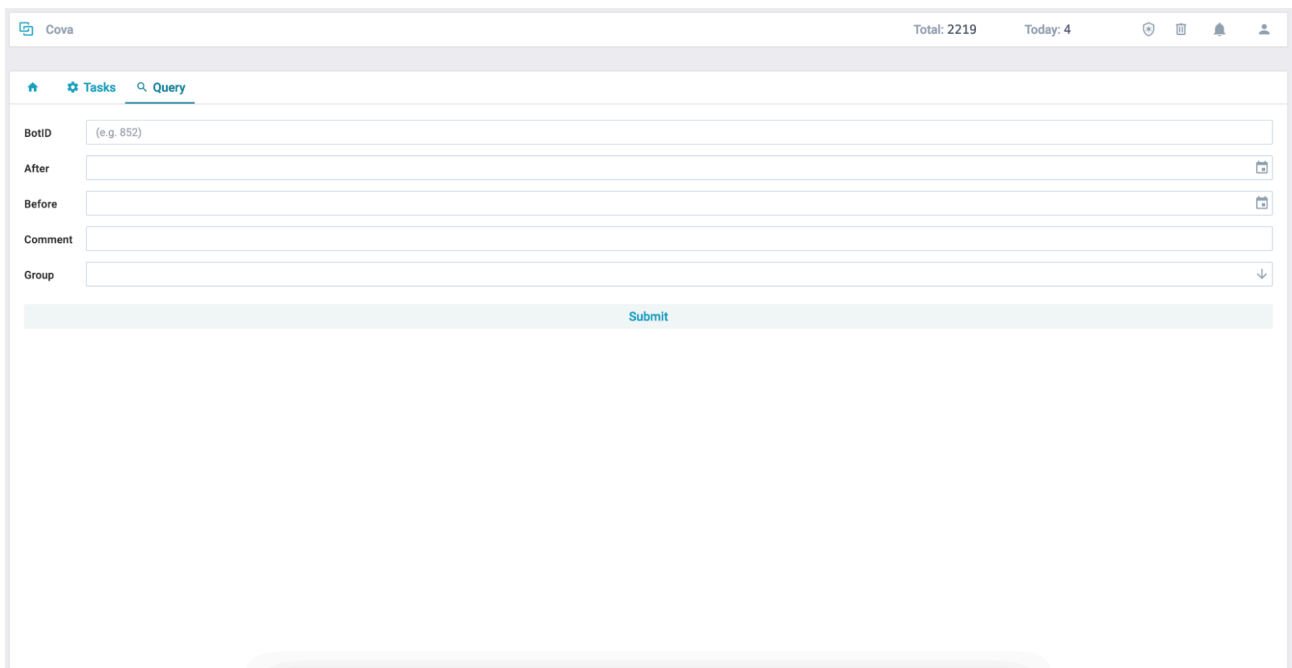 Cova Total: 2219 Today: 4
Tasks Query
BotID (e.g. 852)
After
Before
Comment
Group
Submit